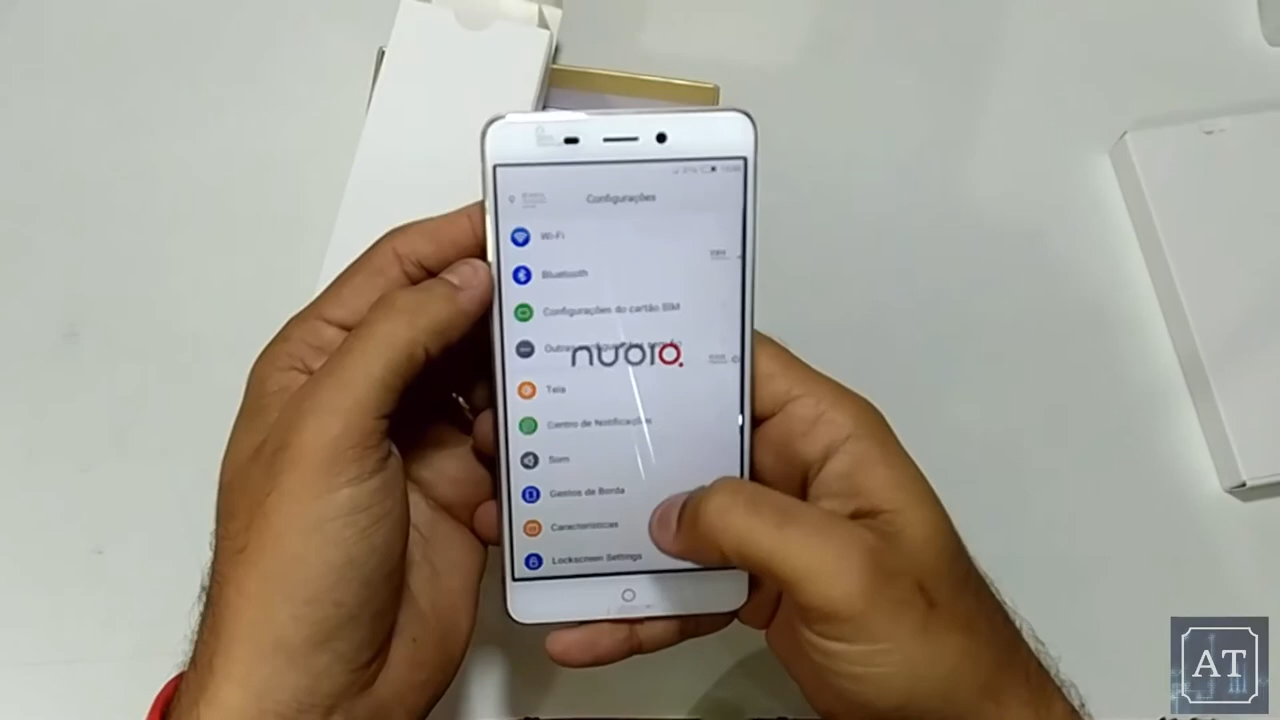 Configurações
Wi-Fi
Bluetooth
Configurações do cartão SIM
nubia
Tela
Centro de Notificações
Som
Gestos de Borda
Características
Lockscreen Settings
AT